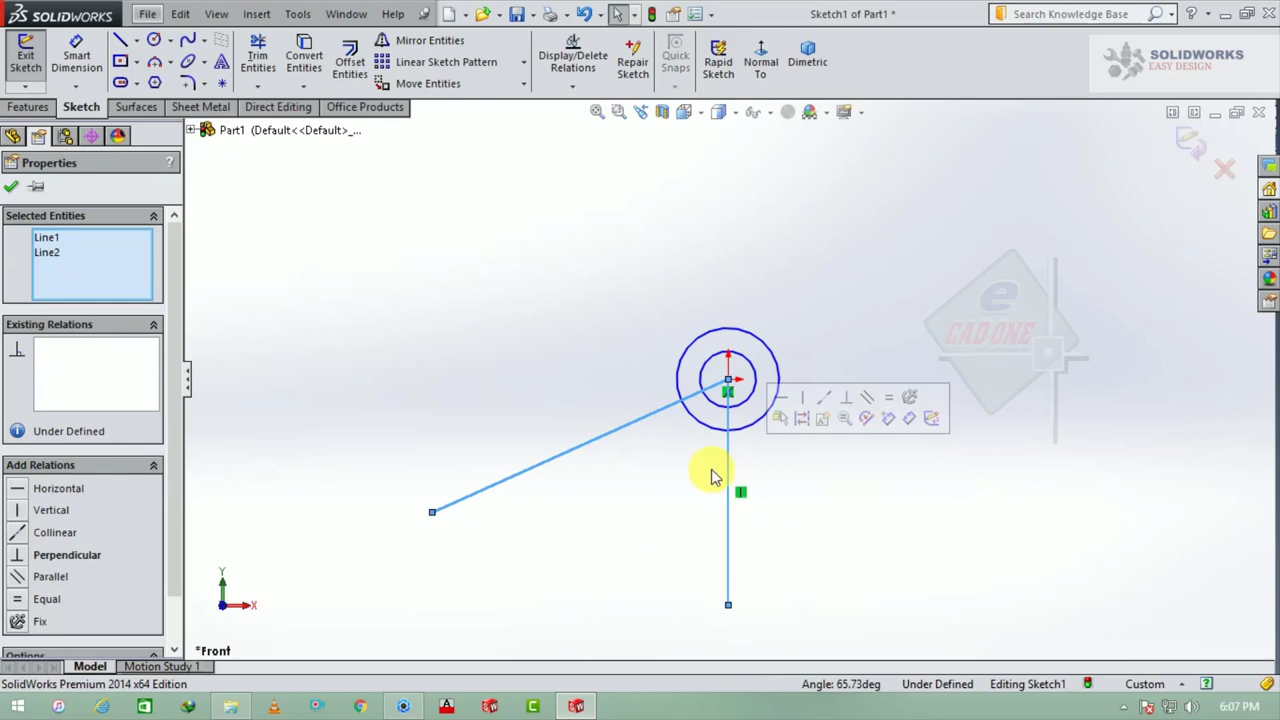 SOLIDWORKS
File Edit View Insert Tools Window Help
Sketch1 of Part1 *
Search Knowledge Base
Exit Sketch
Smart Dimension
Trim Entities
Convert Entities
Offset Entities
Mirror Entities
Linear Sketch Pattern
Move Entities
Display/Delete Relations
Repair Sketch
Quick Snaps
Rapid Sketch
Normal To
Dimetric
SOLIDWORKS
EASY DESIGN
Features Sketch Surfaces Sheet Metal Direct Editing Office Products
Part1 (Default<<Default>_...
Properties
?
Selected Entities
Line1
Line2
Existing Relations
Under Defined
Add Relations
Horizontal
Vertical
Collinear
Perpendicular
Parallel
Equal
Fix
Options
e
CAD-ONE
Y
X
*Front
Model Motion Study 1
SolidWorks Premium 2014 x64 Edition
Angle: 65.73deg Under Defined Editing Sketch1 Custom
6:07 PM